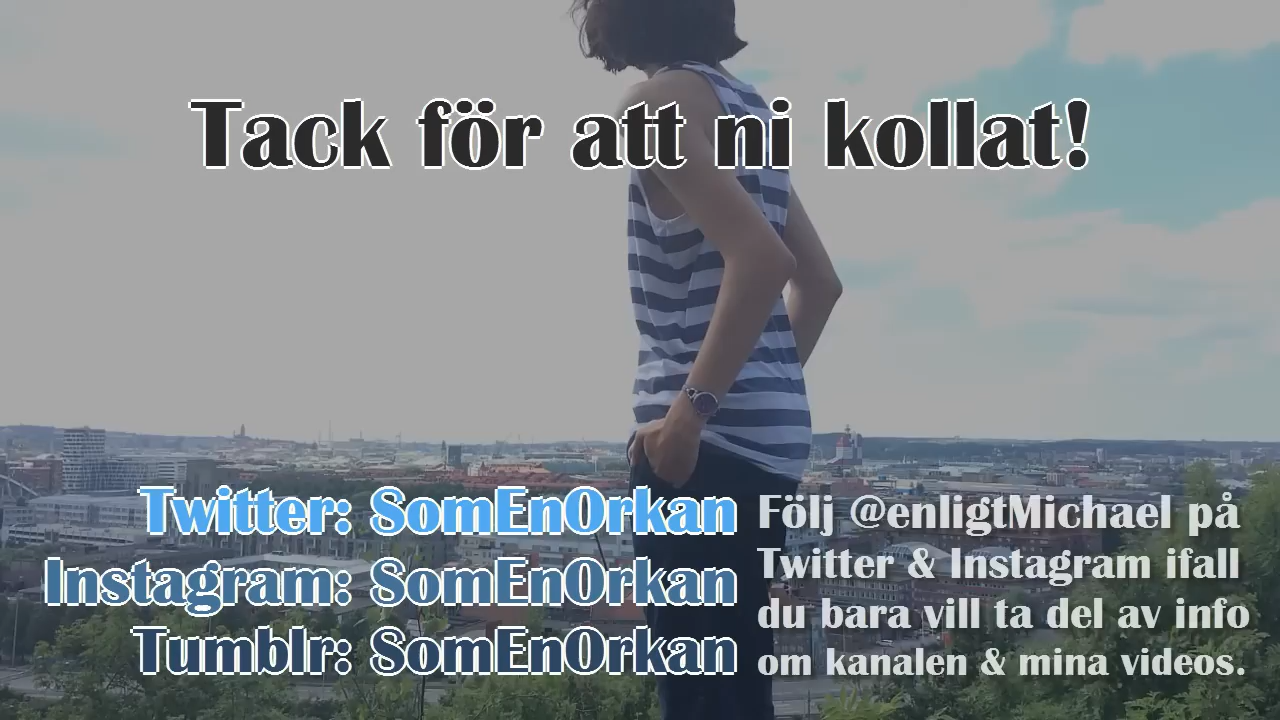 Tack för att ni kollat!
Twitter: SomEnOrkan
Instagram: SomEnOrkan
Tumblr: SomEnOrkan
Följ @enligtMichael på
Twitter & Instagram ifall
du bara vill ta del av info
om kanalen & mina videos.